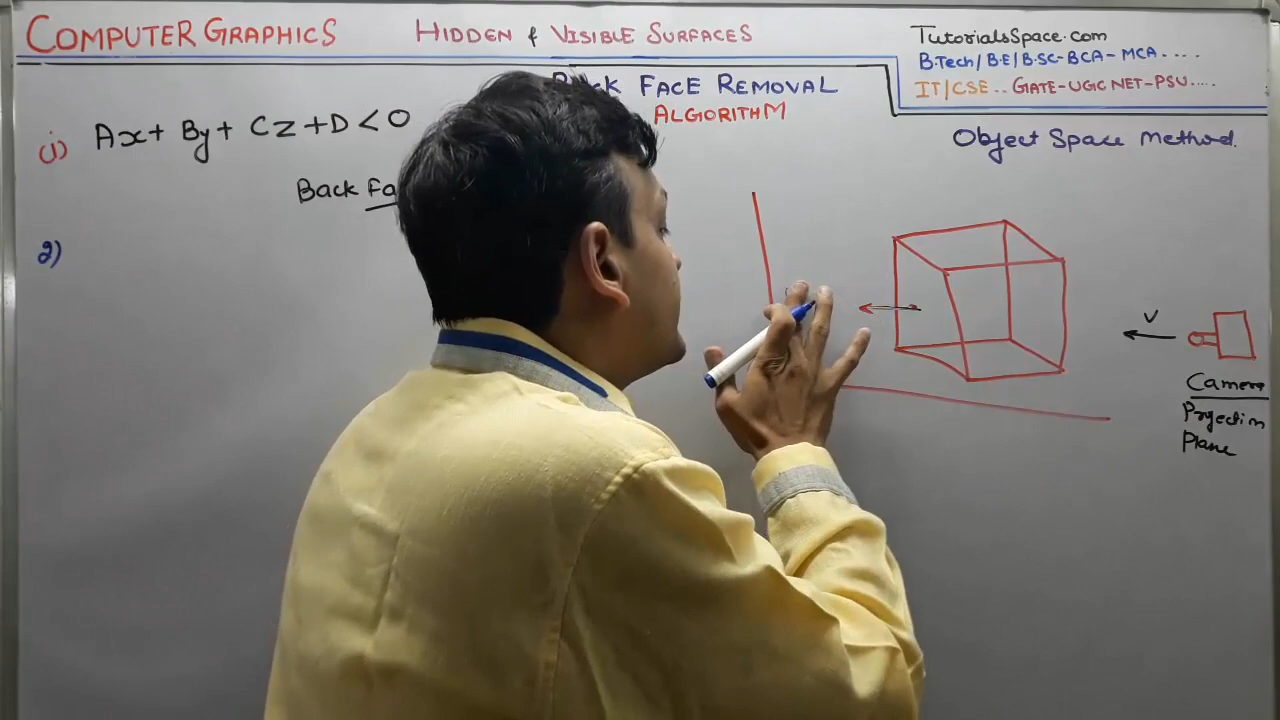 COMPUTER GRAPHICS
HIDDEN & VISIBLE SURFACES
TutorialsSpace.com
B.Tech/B.E/B.SC-BCA-MCA.....
IT/CSE.. GATE-UGC NET-PSU.....
FACE REMOVAL
ALGORITHM
Object Space Method.
1) Ax+ By+ Cz+D<0
Back
2)
V
Camera
Projection
Plane